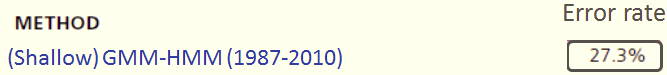 METHOD Error rate
(Shallow) GMM-HMM (1987-2010) 27.3%